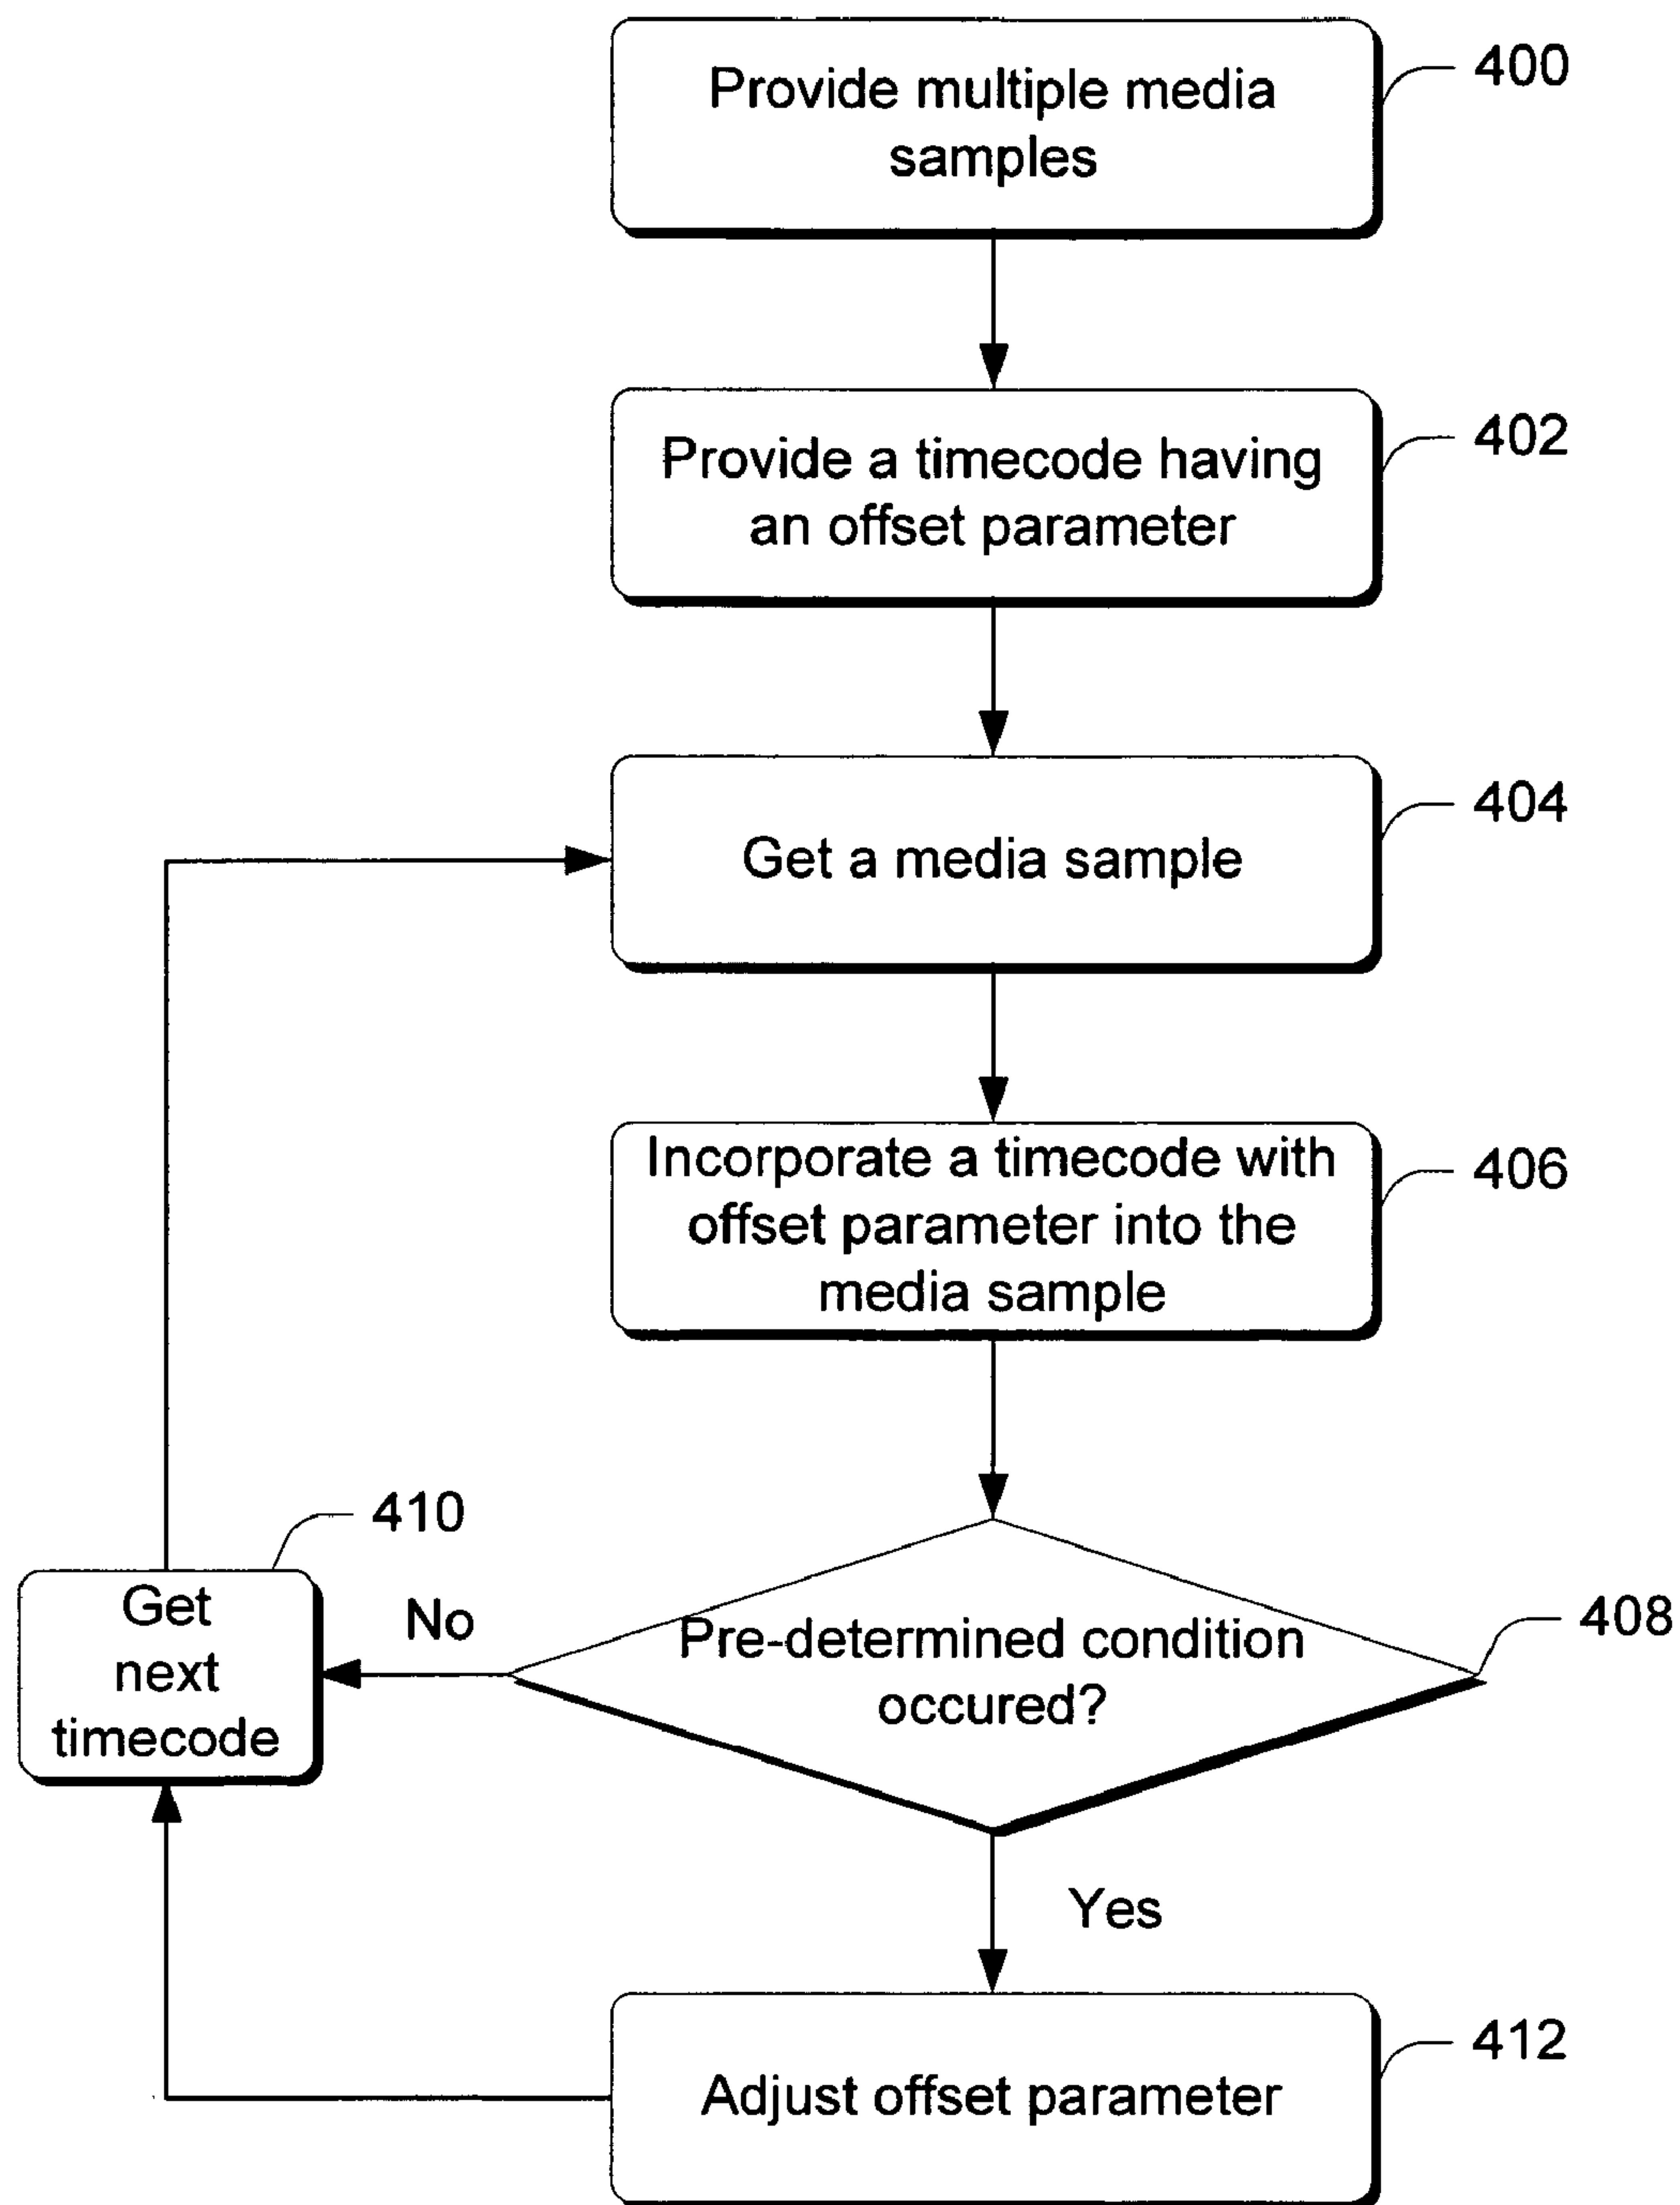 Provide multiple media
samples
400
Provide a timecode having
an offset parameter
402
Get a media sample
404
Incorporate a timecode with
offset parameter into the
media sample
406
Pre-determined condition
occured?
408
No
410
Get
next
timecode
Yes
Adjust offset parameter
412